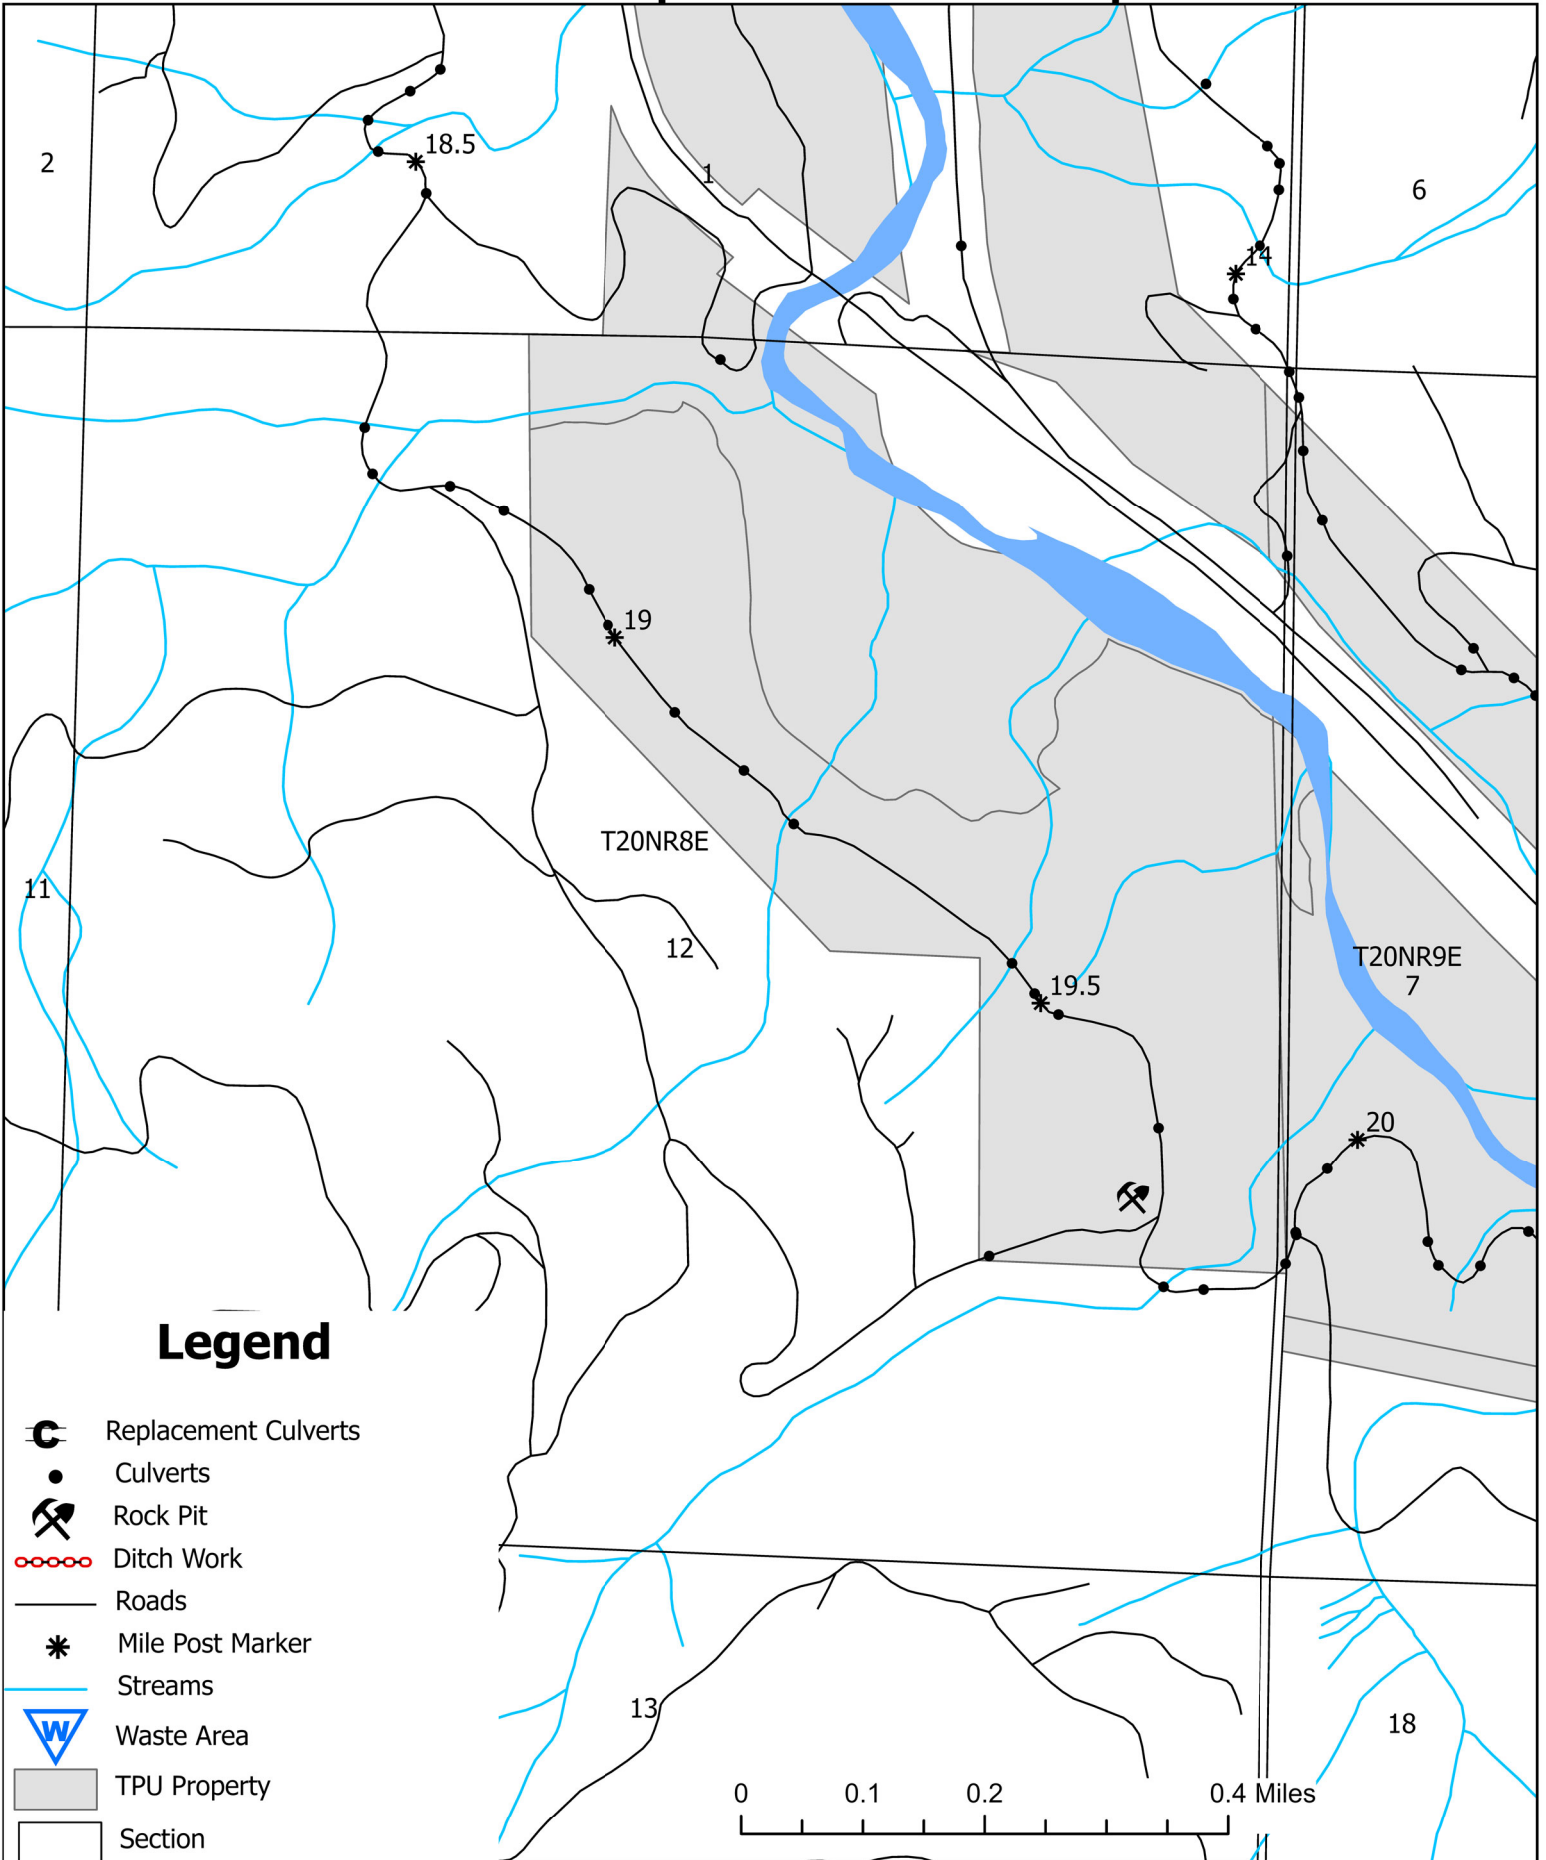 18.5
2
1
6
14
19
T20NR8E
11
12
T20NR9E
7
19.5
20
Legend
C Replacement Culverts
Culverts
Rock Pit
Ditch Work
Roads
Mile Post Marker
Streams
W Waste Area
TPU Property
Section
13
18
0 0.1 0.2 0.4 Miles